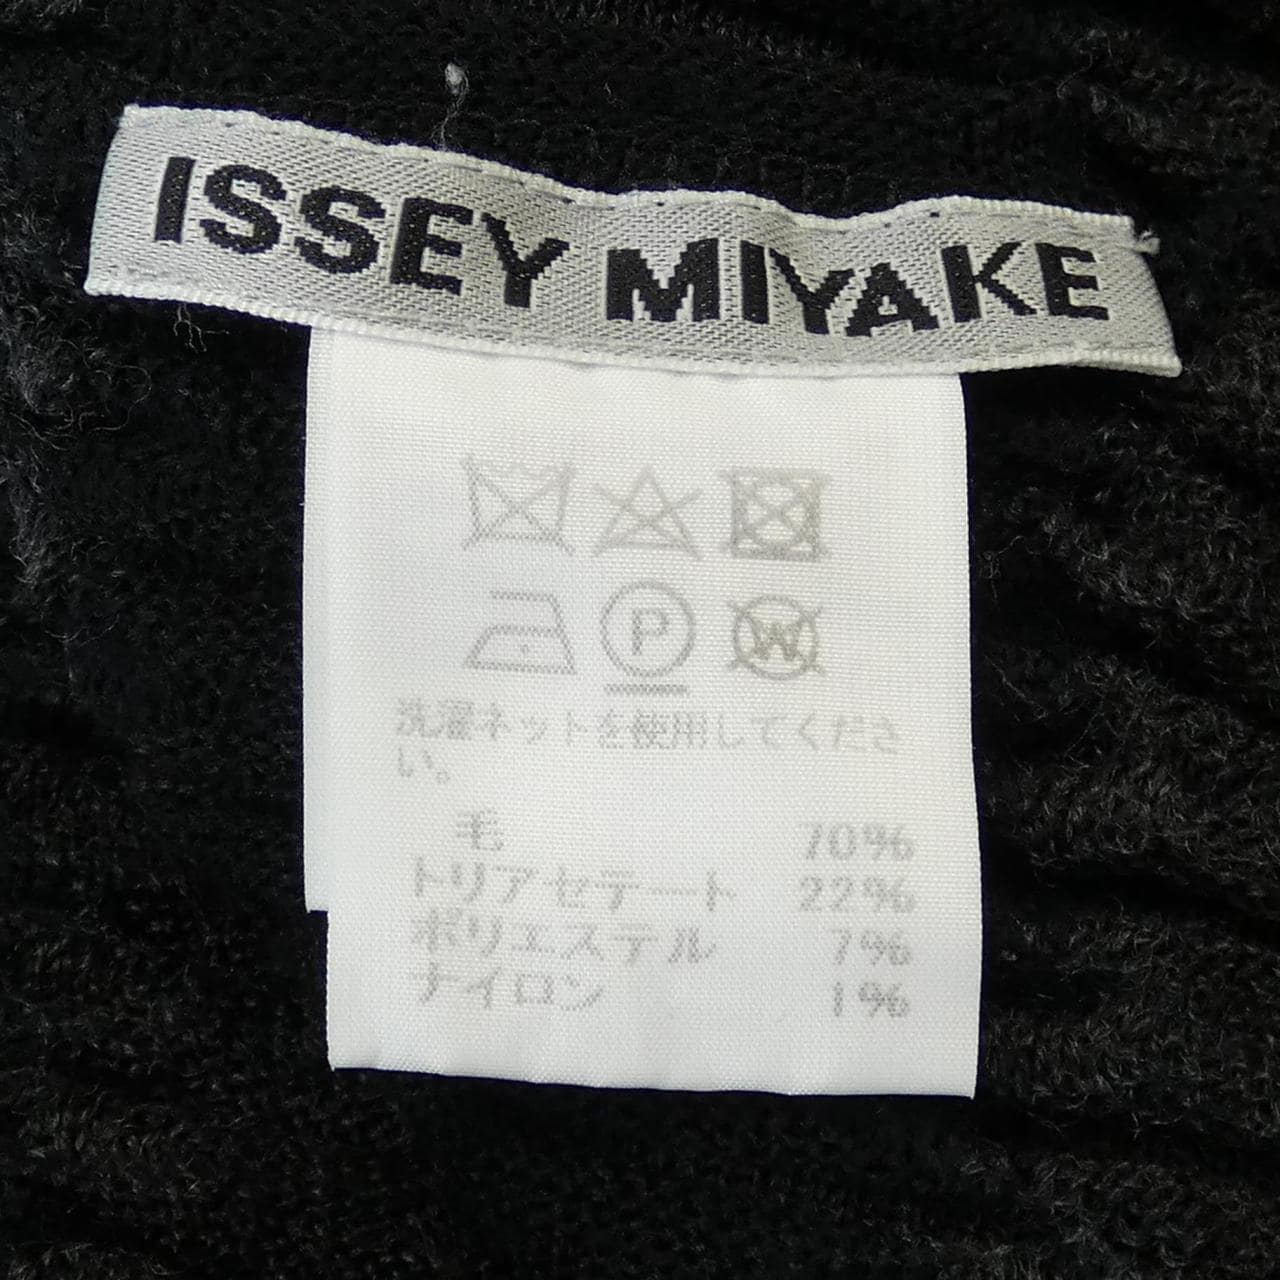 ISSEY MIYAKE
P W
洗濯ネットを使用してくださ
い。
毛 70%
トリアセテート 22%
ポリエステル 7%
ナイロン 1%